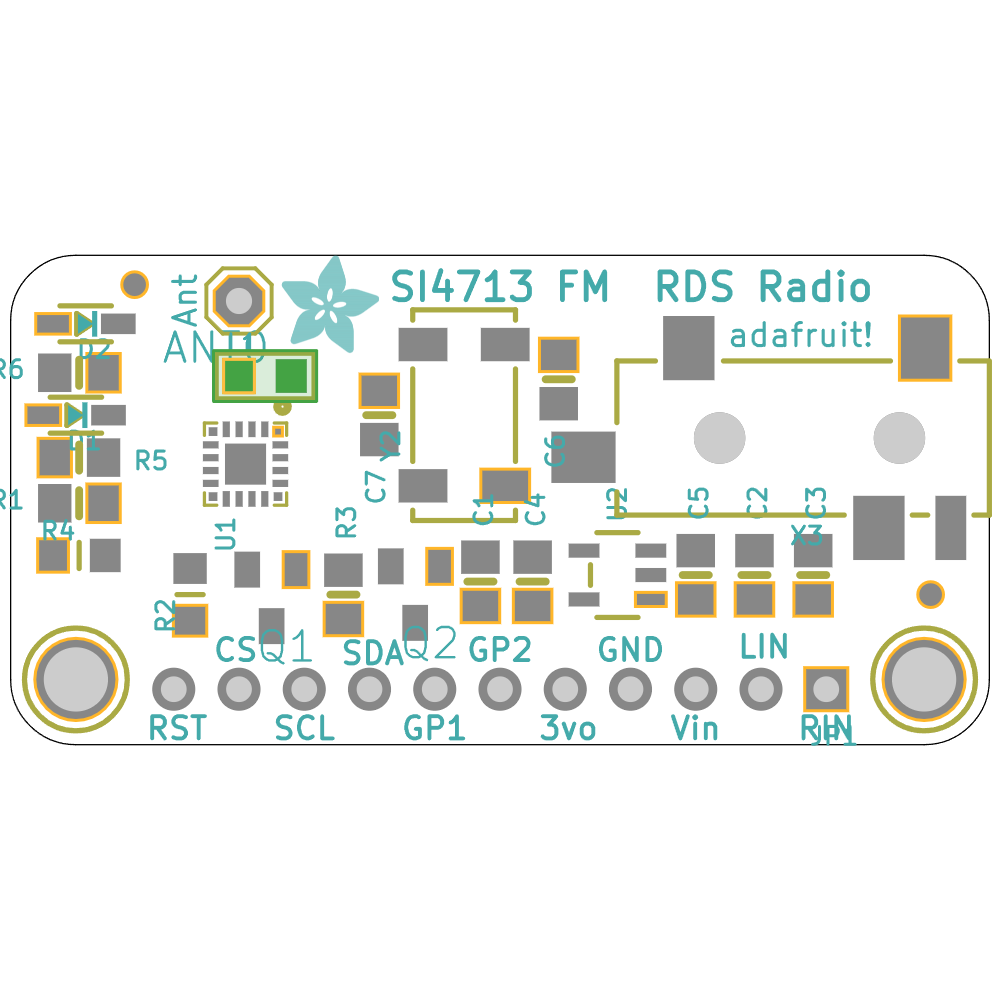 SI4713 FM RDS Radio
adafruit!
Ant
ANT0
D2
R6
D1
R5
R1
R4
U1
R3
Y2
C7
C6
C1
C4
U2
C5
C2
C3
X3
R2
CS
Q1
SDA
Q2
GP2
GND
LIN
RST
SCL
GP1
3vo
Vin
RIN
JP1